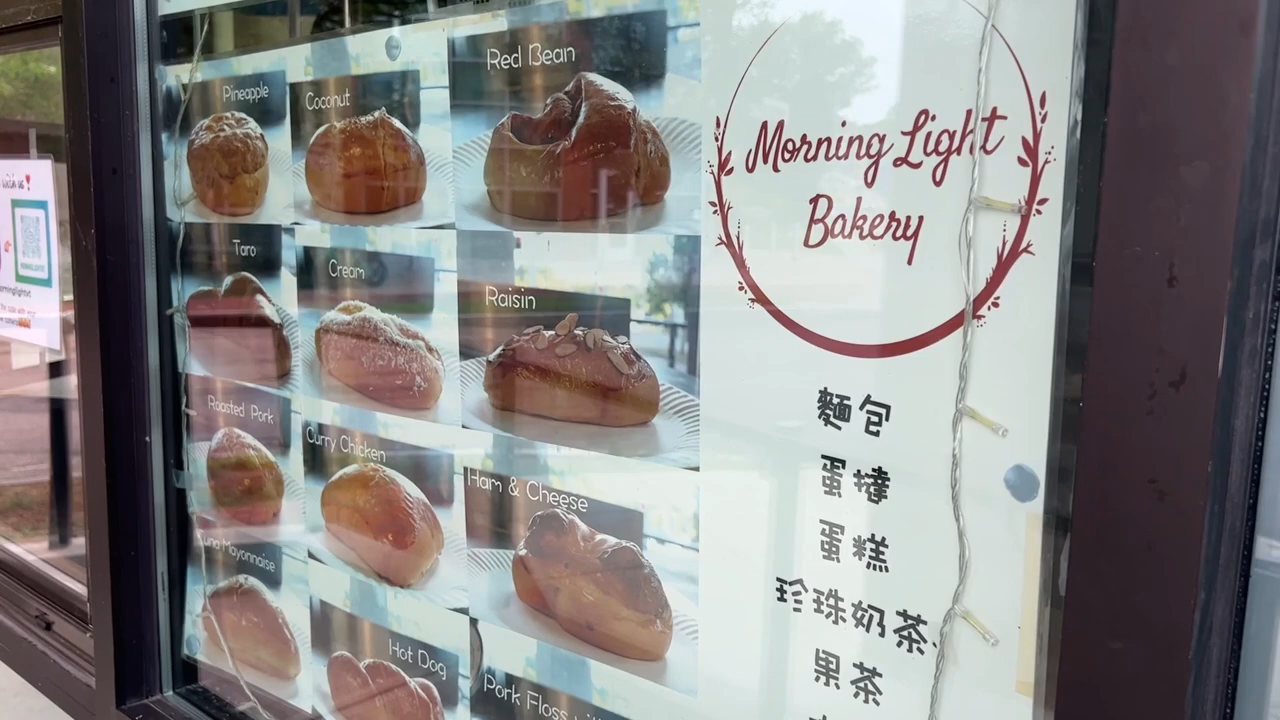 Pineapple
Coconut
Red Bean
Taro
Cream
Raisin
Roasted Pork
Curry Chicken
Ham & Cheese
Tuna Mayonnaise
Hot Dog
Pork Floss
Morning Light
Bakery
麵包
蛋撻
蛋糕
珍珠奶茶
果茶